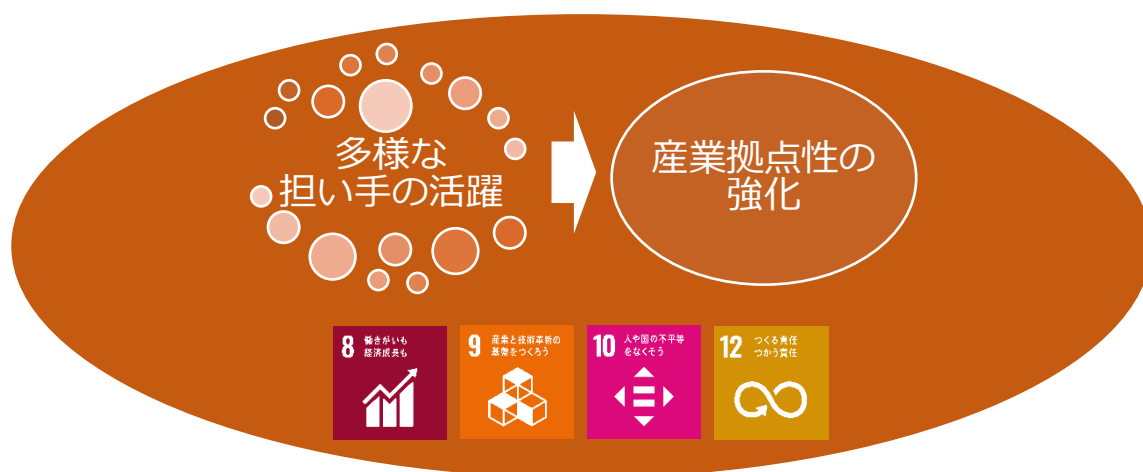 多様な
担い手の活躍
産業拠点性の
強化
8 働きがいも
経済成長も
9 産業と技術革新の
基盤をつくろう
10 人や国の不平等
をなくそう
12 つくる責任
つかう責任